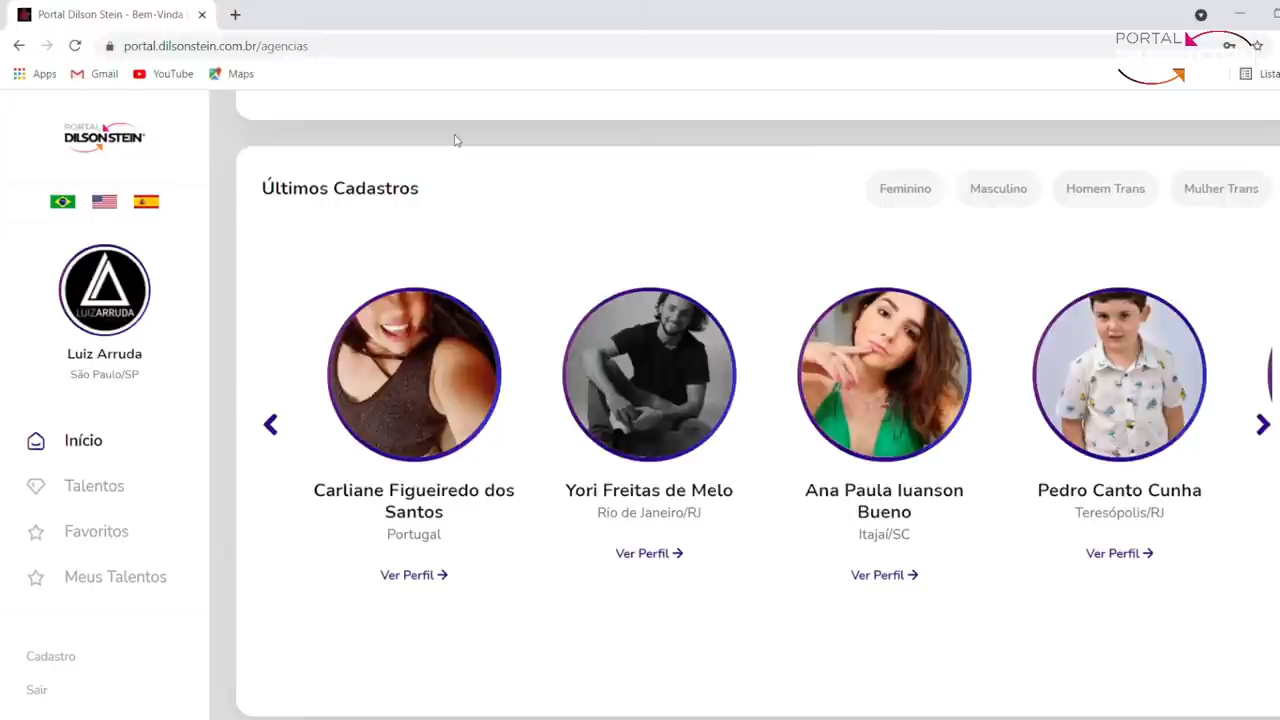 Portal Dilson Stein - Bem-Vinda
portal.dilsonstein.com.br/agencias
PORTAL
Apps
Gmail
YouTube
Maps
Lista
PORTAL
DILSON STEIN
LUIZARRUDA
Luiz Arruda
São Paulo/SP
Início
Talentos
Favoritos
Meus Talentos
Cadastro
Sair
Últimos Cadastros
Feminino
Masculino
Homem Trans
Mulher Trans
Carliane Figueiredo dos
Santos
Portugal
Ver Perfil
Yori Freitas de Melo
Rio de Janeiro/RJ
Ver Perfil
Ana Paula Iuanson
Bueno
Itajaí/SC
Ver Perfil
Pedro Canto Cunha
Teresópolis/RJ
Ver Perfil